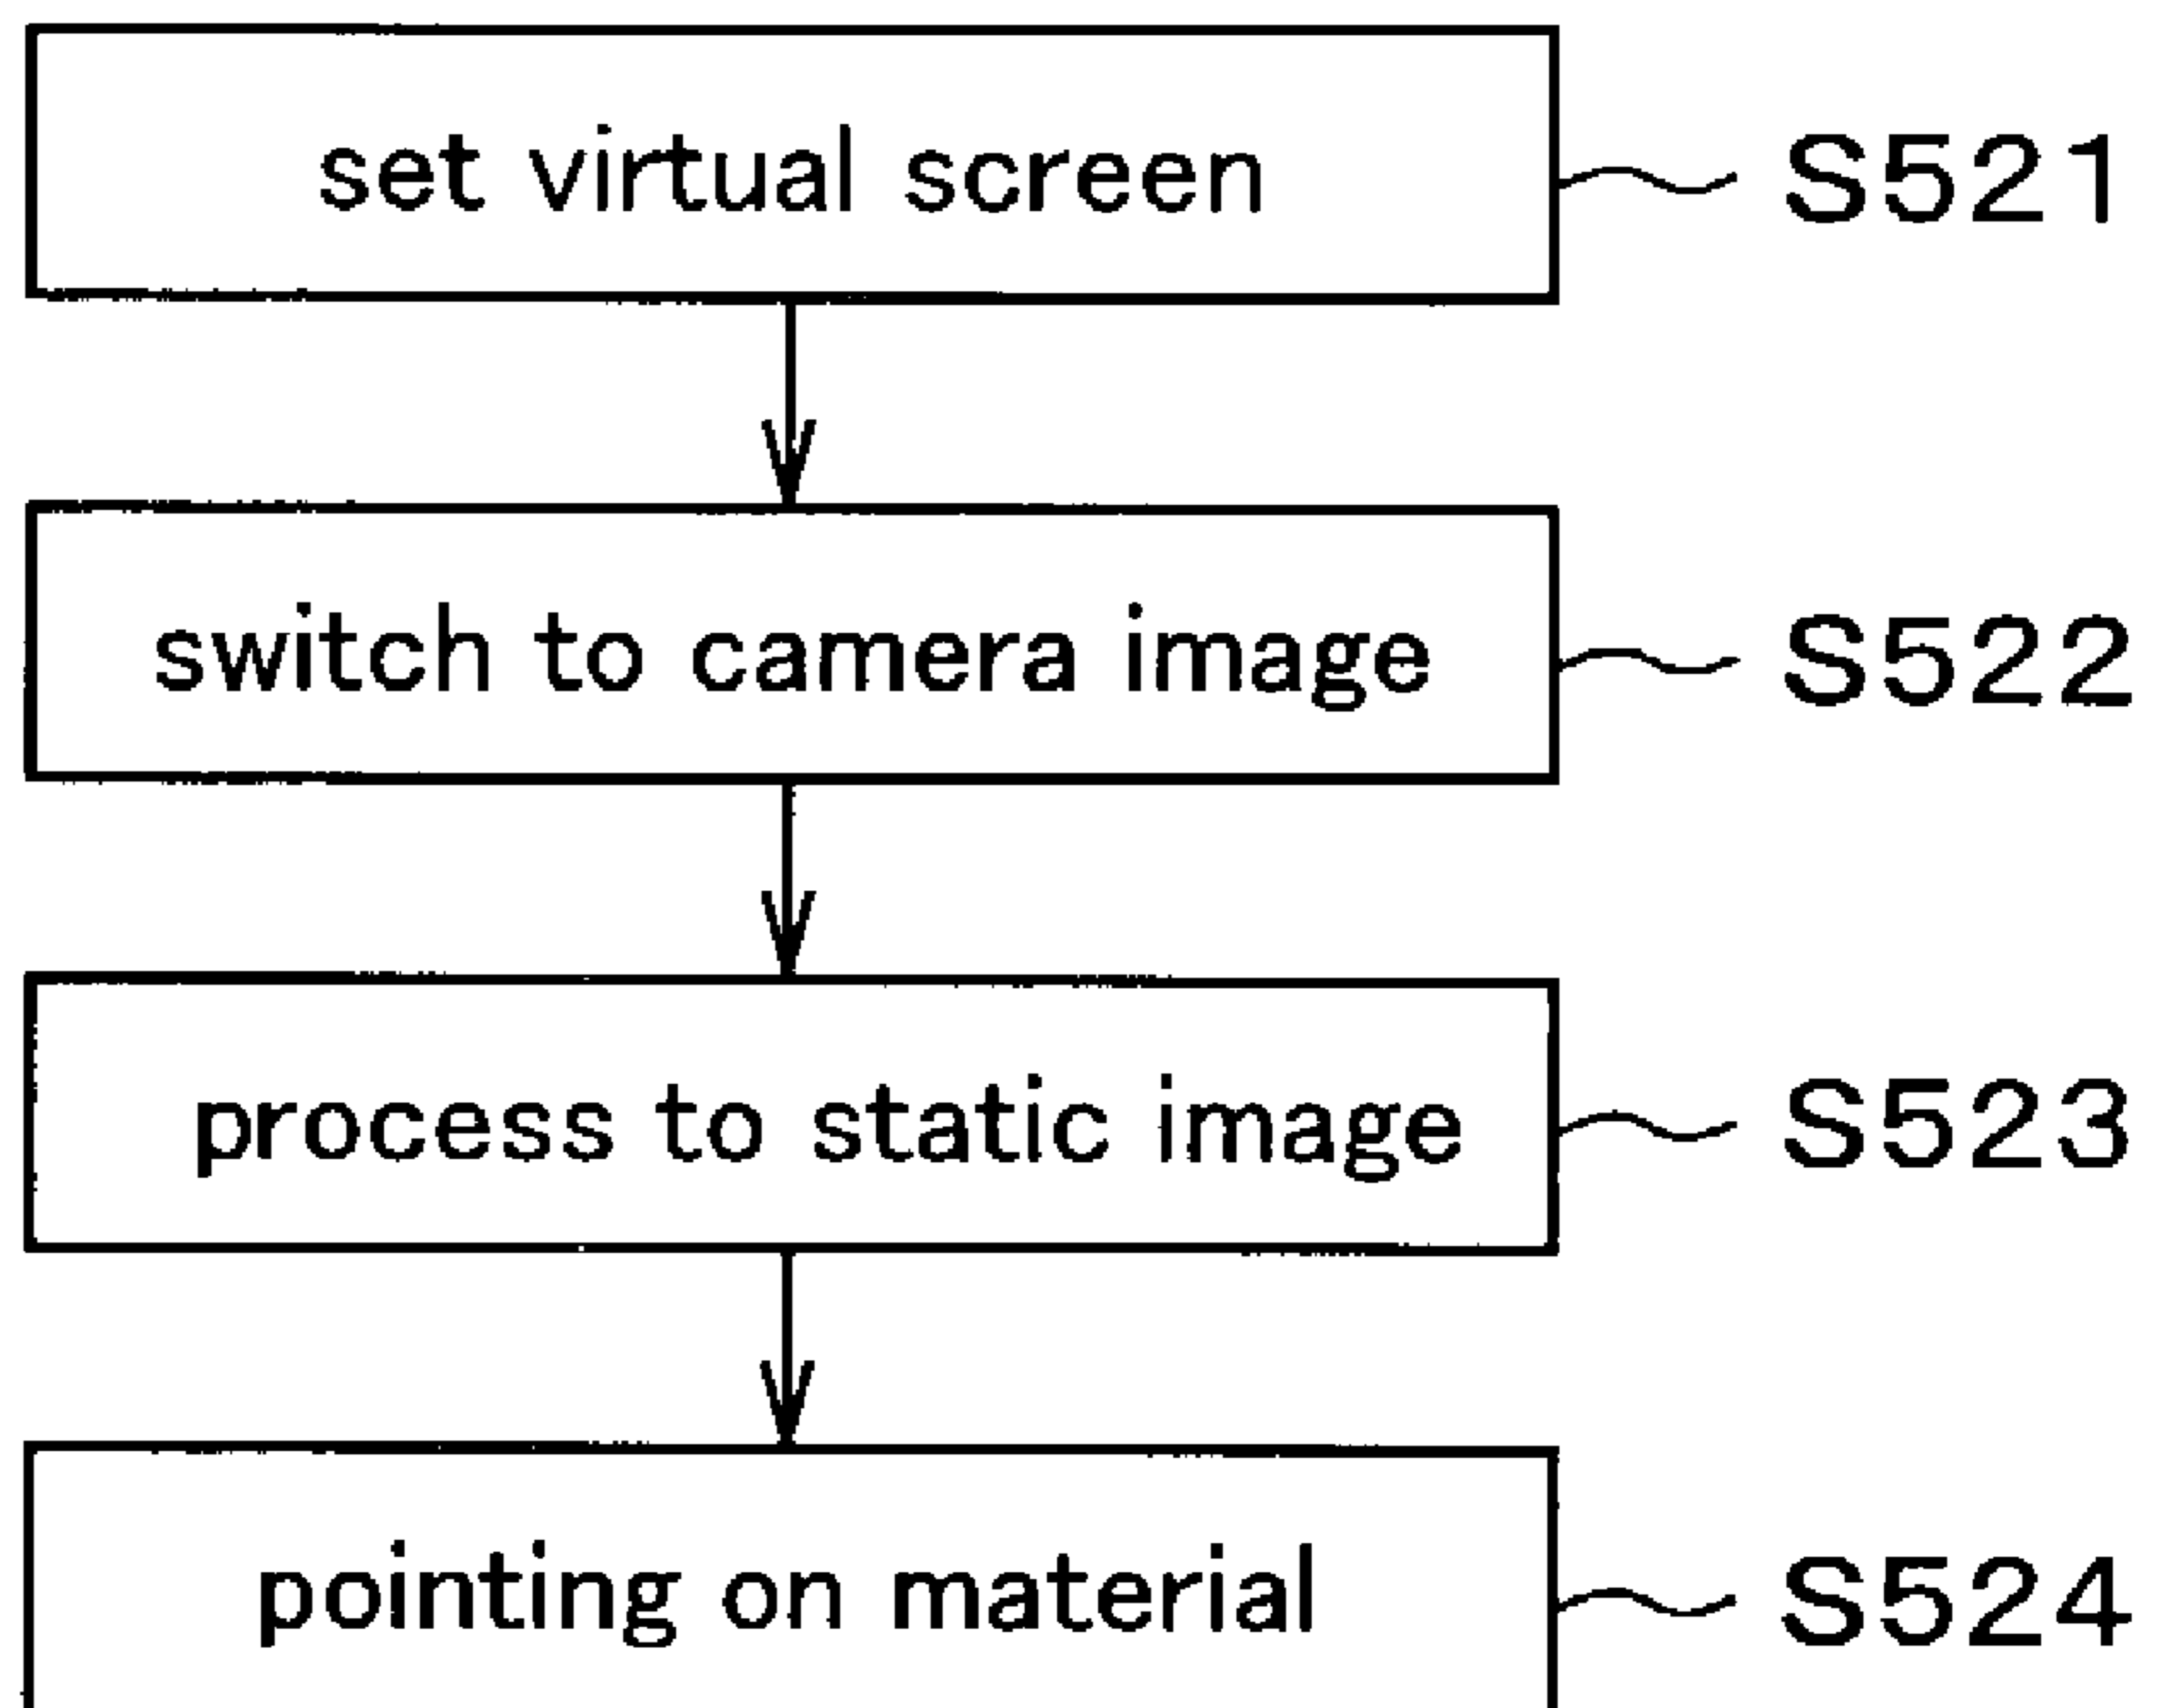 set virtual screen S521
switch to camera image S522
process to static image S523
pointing on material S524